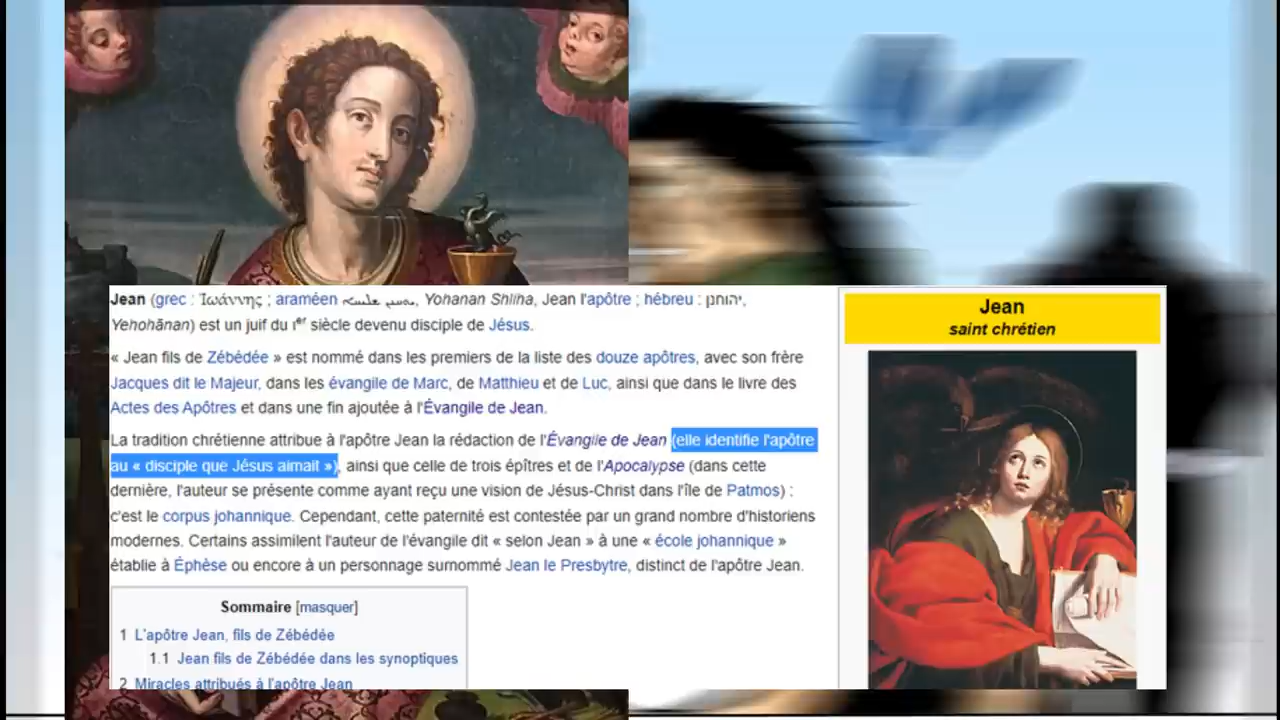 Jean (grec : Ἰωάννης ; araméen Yohanan Shliha, Jean l'apôtre ; hébreu : יהוחנן,
Yehohānan) est un juif du Ier siècle devenu disciple de Jésus.
« Jean fils de Zébédée » est nommé dans les premiers de la liste des douze apôtres, avec son frère
Jacques dit le Majeur, dans les évangile de Marc, de Matthieu et de Luc, ainsi que dans le livre des
Actes des Apôtres et dans une fin ajoutée à l'Évangile de Jean.
La tradition chrétienne attribue à l'apôtre Jean la rédaction de l'Évangile de Jean (elle identifie l'apôtre
au « disciple que Jésus aimait »), ainsi que celle de trois épîtres et de l'Apocalypse (dans cette
dernière, l'auteur se présente comme ayant reçu une vision de Jésus-Christ dans l'île de Patmos) :
c'est le corpus johannique. Cependant, cette paternité est contestée par un grand nombre d'historiens
modernes. Certains assimilent l'auteur de l'évangile dit « selon Jean » à une « école johannique »
établie à Éphèse ou encore à un personnage surnommé Jean le Presbytre, distinct de l'apôtre Jean.
Sommaire [masquer]
1 L'apôtre Jean, fils de Zébédée
1.1 Jean fils de Zébédée dans les synoptiques
2 Miracles attribués à l'apôtre Jean
Jean
saint chrétien